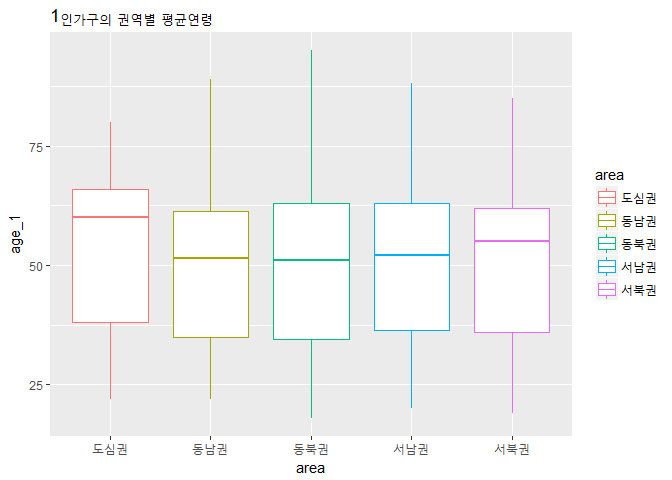 1인가구의 권역별 평균연령
age_1
75
50
25
도심권
동남권
동북권
서남권
서북권
area
area
도심권
동남권
동북권
서남권
서북권